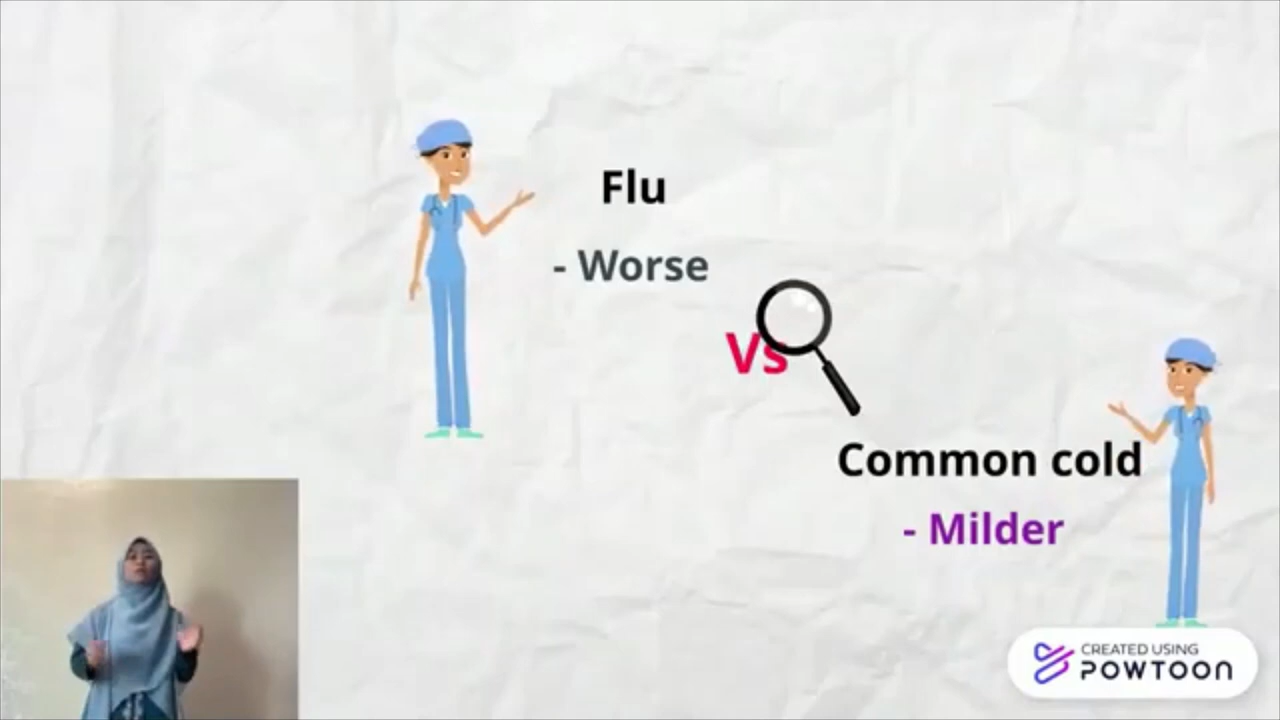 Flu
- Worse
Vs
Common cold
- Milder
CREATED USING
POWTOON